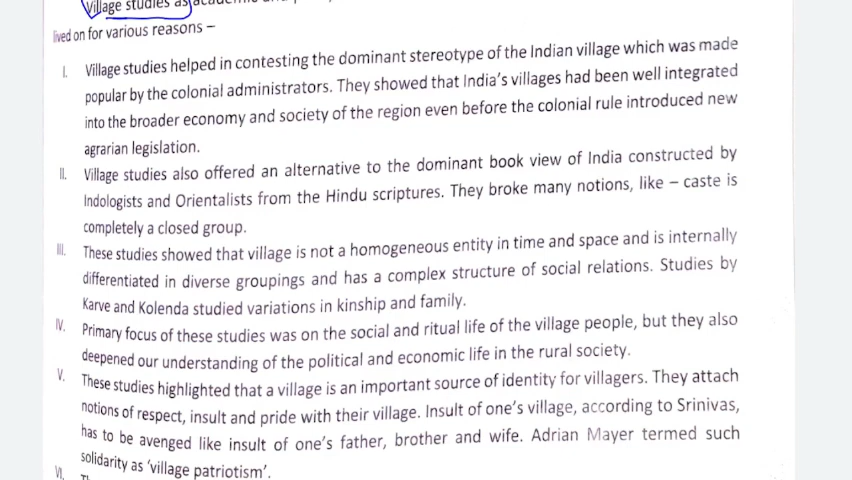 Village studies as
lived on for various reasons –
I. Village studies helped in contesting the dominant stereotype of the Indian village which was made
popular by the colonial administrators. They showed that India's villages had been well integrated
into the broader economy and society of the region even before the colonial rule introduced new
agrarian legislation.
II. Village studies also offered an alternative to the dominant book view of India constructed by
Indologists and Orientalists from the Hindu scriptures. They broke many notions, like – caste is
completely a closed group.
III. These studies showed that village is not a homogeneous entity in time and space and is internally
differentiated in diverse groupings and has a complex structure of social relations. Studies by
Karve and Kolenda studied variations in kinship and family.
IV. Primary focus of these studies was on the social and ritual life of the village people, but they also
deepened our understanding of the political and economic life in the rural society.
V. These studies highlighted that a village is an important source of identity for villagers. They attach
notions of respect, insult and pride with their village. Insult of one's village, according to Srinivas,
has to be avenged like insult of one's father, brother and wife. Adrian Mayer termed such
solidarity as 'village patriotism'.
VI.